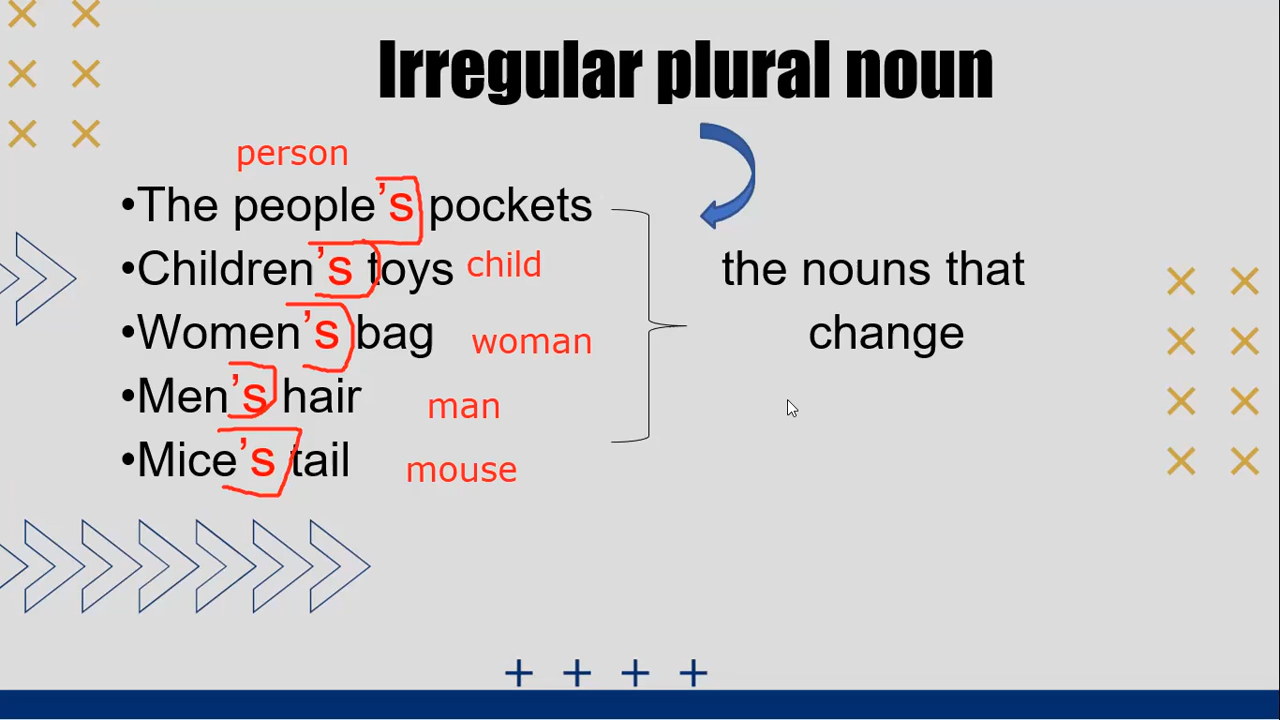 Irregular plural noun
person
•The people’s pockets
•Children’s toys child
•Women’s bag woman
•Men’s hair man
•Mice’s tail mouse
the nouns that
change